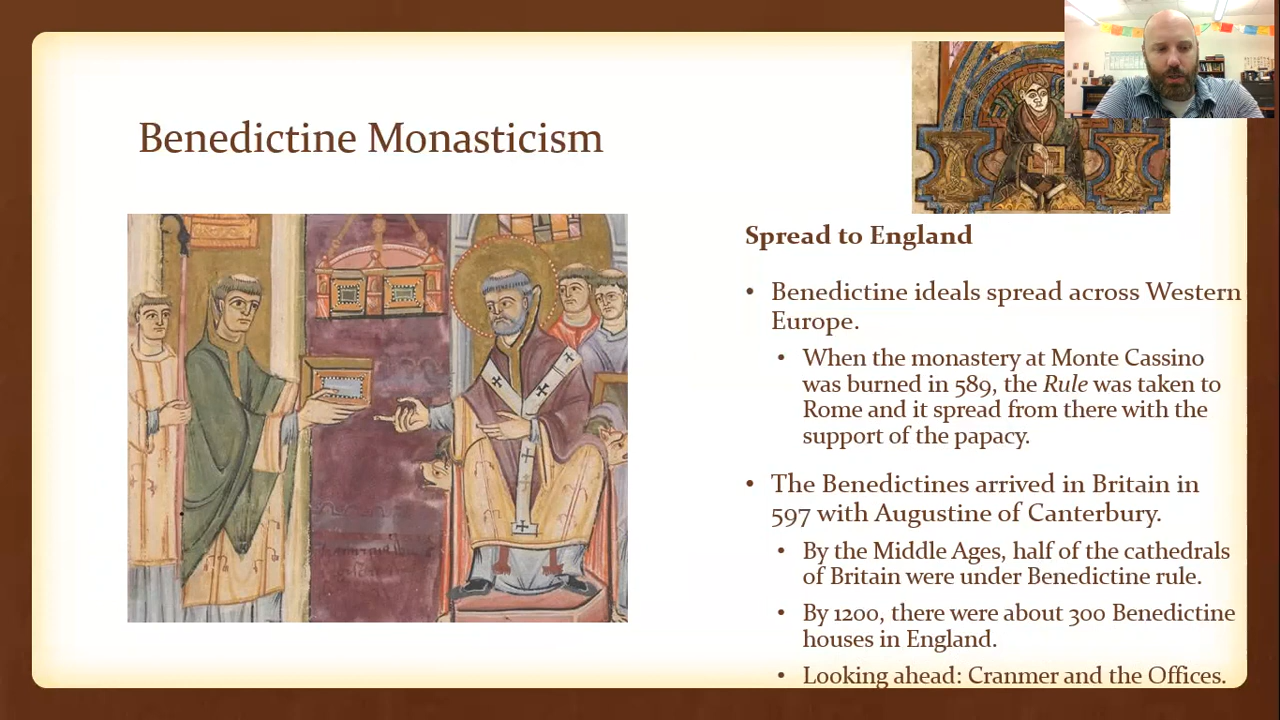 Benedictine Monasticism
Spread to England
• Benedictine ideals spread across Western
Europe.
• When the monastery at Monte Cassino
was burned in 589, the Rule was taken to
Rome and it spread from there with the
support of the papacy.
• The Benedictines arrived in Britain in
597 with Augustine of Canterbury.
• By the Middle Ages, half of the cathedrals
of Britain were under Benedictine rule.
• By 1200, there were about 300 Benedictine
houses in England.
• Looking ahead: Cranmer and the Offices.